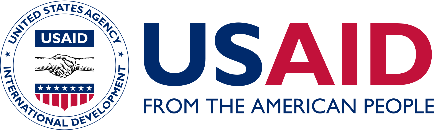 UNITED STATES AGENCY
USAID
INTERNATIONAL DEVELOPMENT
USAID
FROM THE AMERICAN PEOPLE